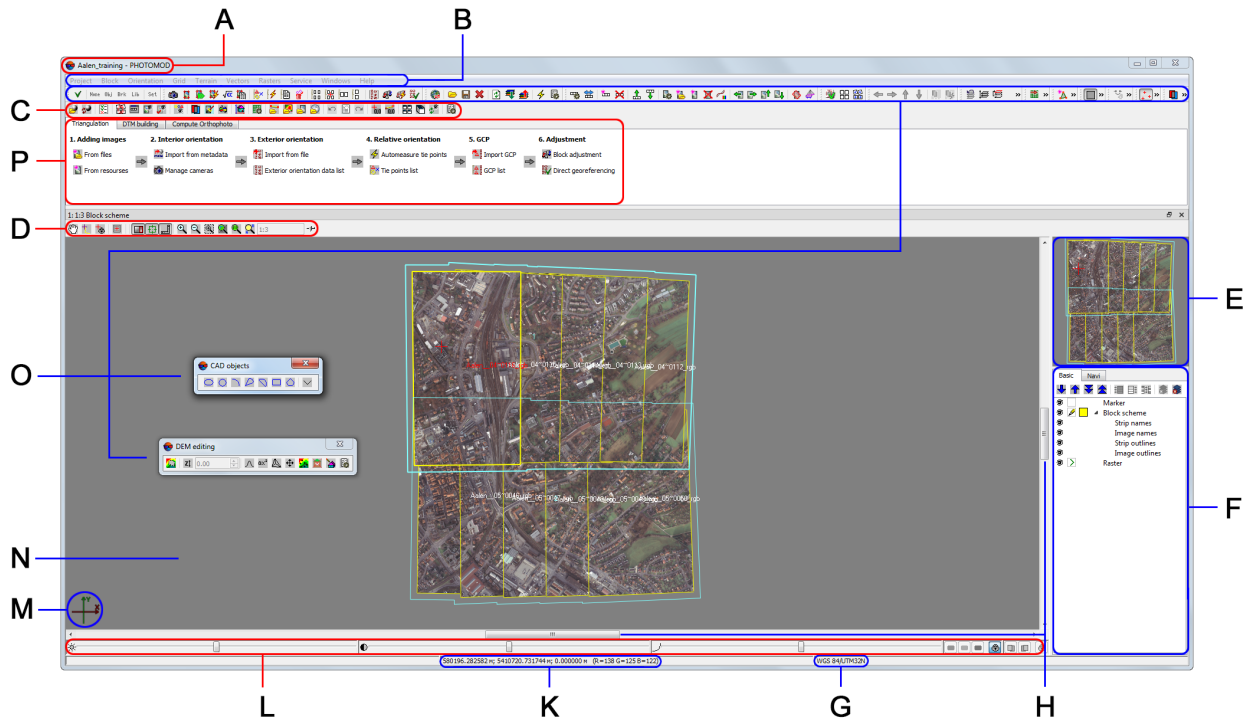 A
B
Aalen_training - PHOTOMOD
Project Block Orientation Grid Terrain Vectors Rasters Service Windows Help
C
Triangulation DTM building Compute Orthophoto
1. Adding images 2. Interior orientation 3. Exterior orientation 4. Relative orientation 5. GCP 6. Adjustment
From files Import from metadata Import from file Automeasure tie points Import GCP Block adjustment
P
From resourses Manage cameras Exterior orientation data list Tie points list GCP list Direct georeferencing
1: 1:3 Block scheme
D
1:3
E
CAD objects
O
Basic Navi
Marker
Block scheme
Strip names
Image names
Strip outlines
Image outlines
Raster
DEM editing
0.00
F
N
M
580196.282582 м; 5410720.731744 м; 0.000000 м (R=138 G=125 B=122)
WGS 84/UTM32N
L
K
G
H